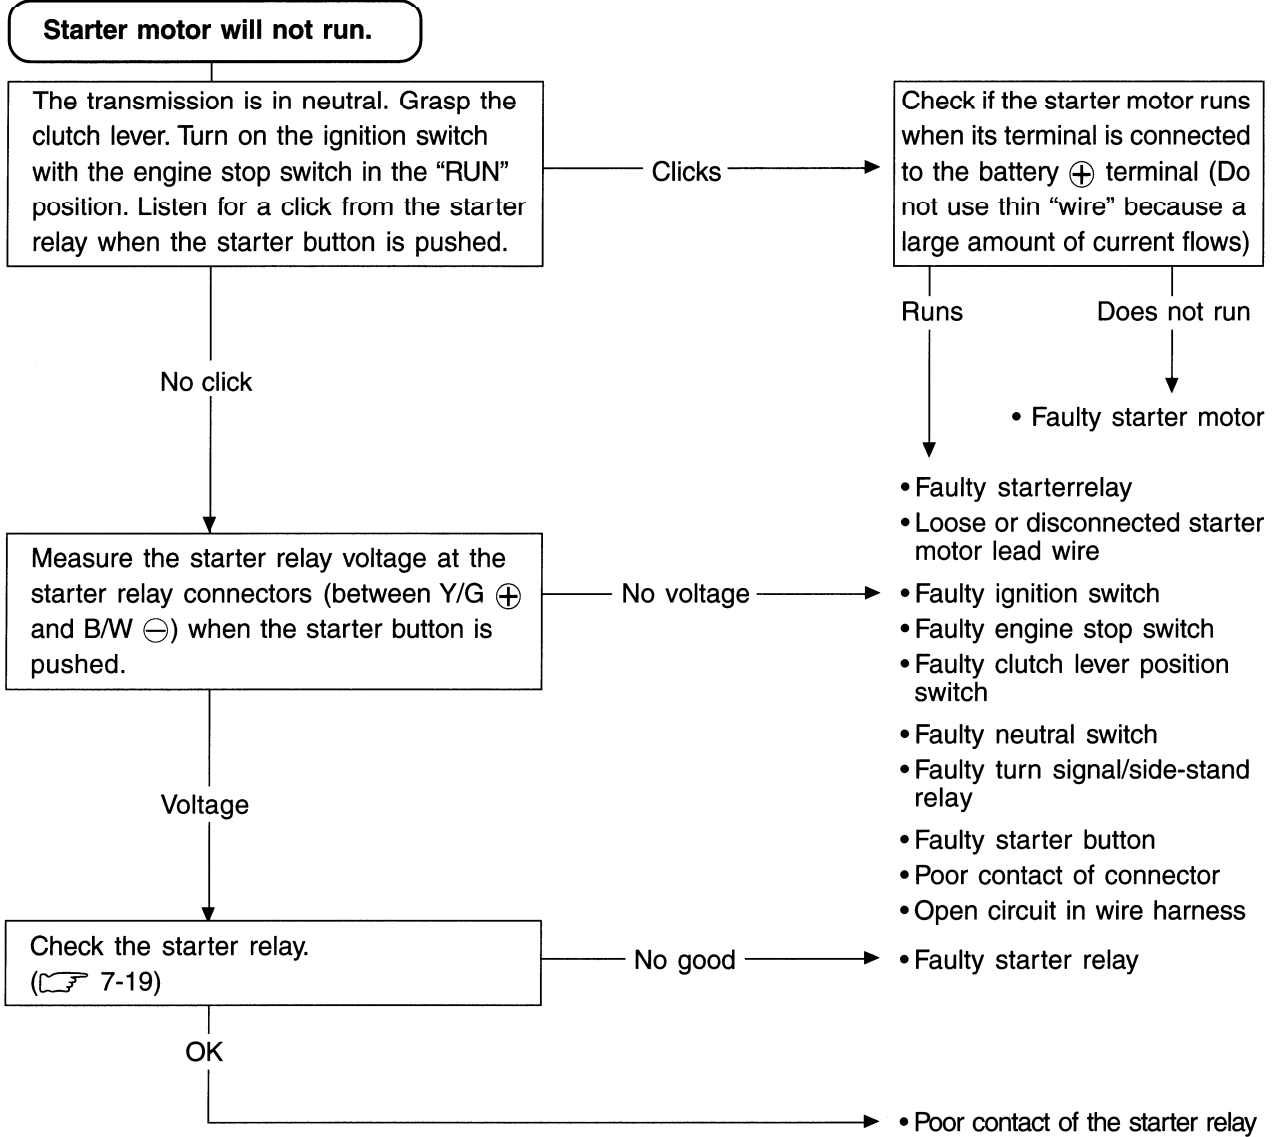 Starter motor will not run.
The transmission is in neutral. Grasp the
clutch lever. Turn on the ignition switch
with the engine stop switch in the “RUN”
position. Listen for a click from the starter
relay when the starter button is pushed.
Clicks
Check if the starter motor runs
when its terminal is connected
to the battery ⊕ terminal (Do
not use thin “wire” because a
large amount of current flows)
Runs
Does not run
No click
• Faulty starter motor
• Faulty starterrelay
• Loose or disconnected starter
motor lead wire
Measure the starter relay voltage at the
starter relay connectors (between Y/G ⊕
and B/W ⊖) when the starter button is
pushed.
No voltage
• Faulty ignition switch
• Faulty engine stop switch
• Faulty clutch lever position
switch
• Faulty neutral switch
• Faulty turn signal/side-stand
relay
• Faulty starter button
• Poor contact of connector
• Open circuit in wire harness
Voltage
Check the starter relay.
(☞ 7-19)
No good
• Faulty starter relay
OK
• Poor contact of the starter relay